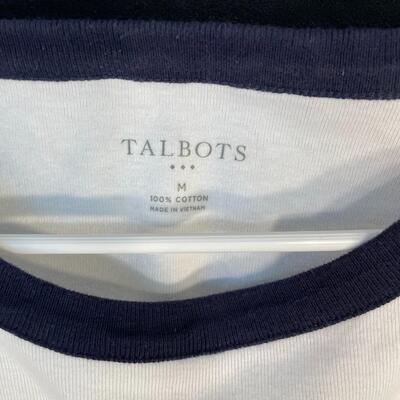 TALBOTS
M
100% COTTON
MADE IN VIETNAM